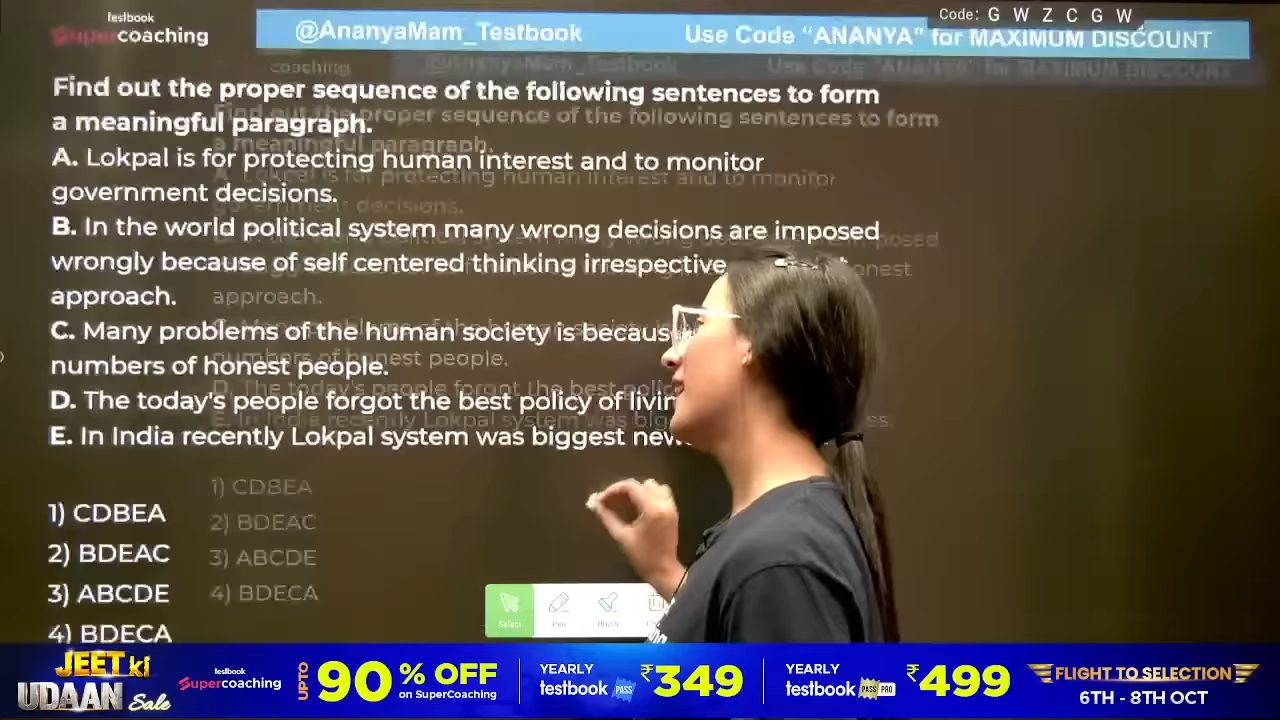 testbook
Supercoaching
@AnanyaMam_Testbook
Use Code “ANANYA” for MAXIMUM DISCOUNT
Code: G W Z C G W
Find out the proper sequence of the following sentences to form
a meaningful paragraph.
A. Lokpal is for protecting human interest and to monitor
government decisions.
B. In the world political system many wrong decisions are imposed
wrongly because of self centered thinking irrespective
approach.
C. Many problems of the human society is because
numbers of honest people.
D. The today's people forgot the best policy of
E. In India recently Lokpal system was biggest
1) CDBEA
2) BDEAC
3) ABCDE
4) BDECA
Select
Pen
Brush
JEET ki
UDAAN Sale
testbook
Supercoaching
UPTO 90% OFF
on SuperCoaching
YEARLY
testbook PASS
₹349
YEARLY
testbook PASS PRO
₹499
FLIGHT TO SELECTION
6TH - 8TH OCT